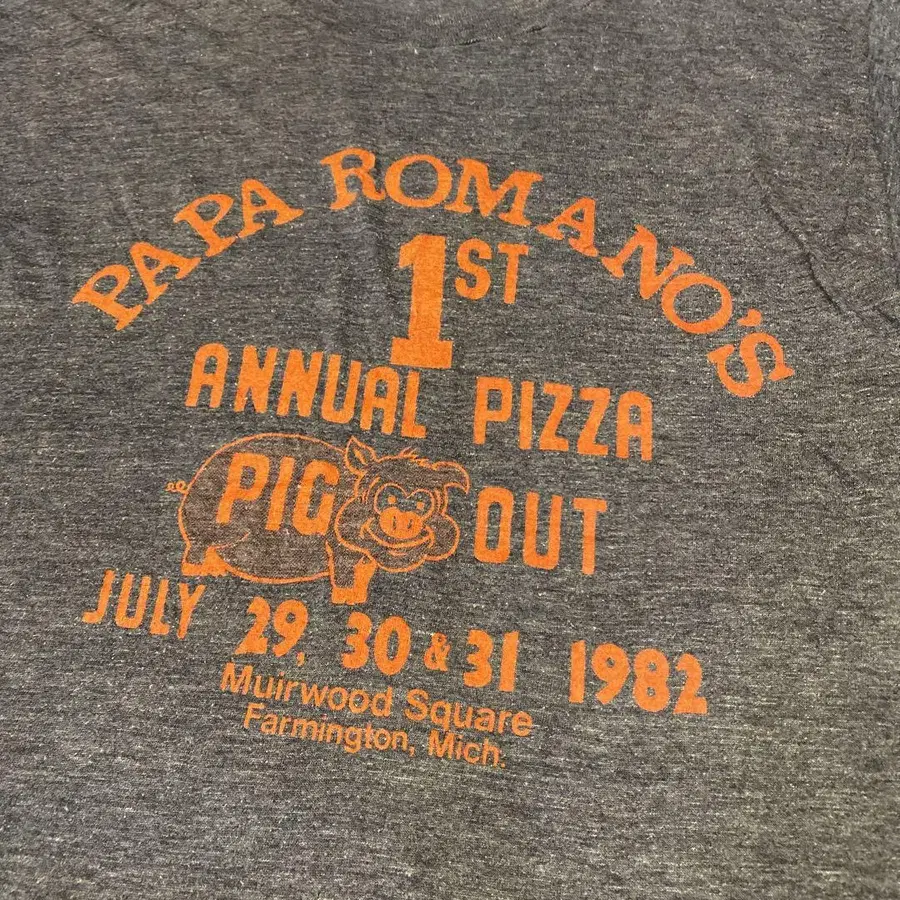 PAPA ROMANO'S
1ST
ANNUAL PIZZA
PIG OUT
JULY 29, 30 & 31 1982
Muirwood Square
Farmington, Mich.